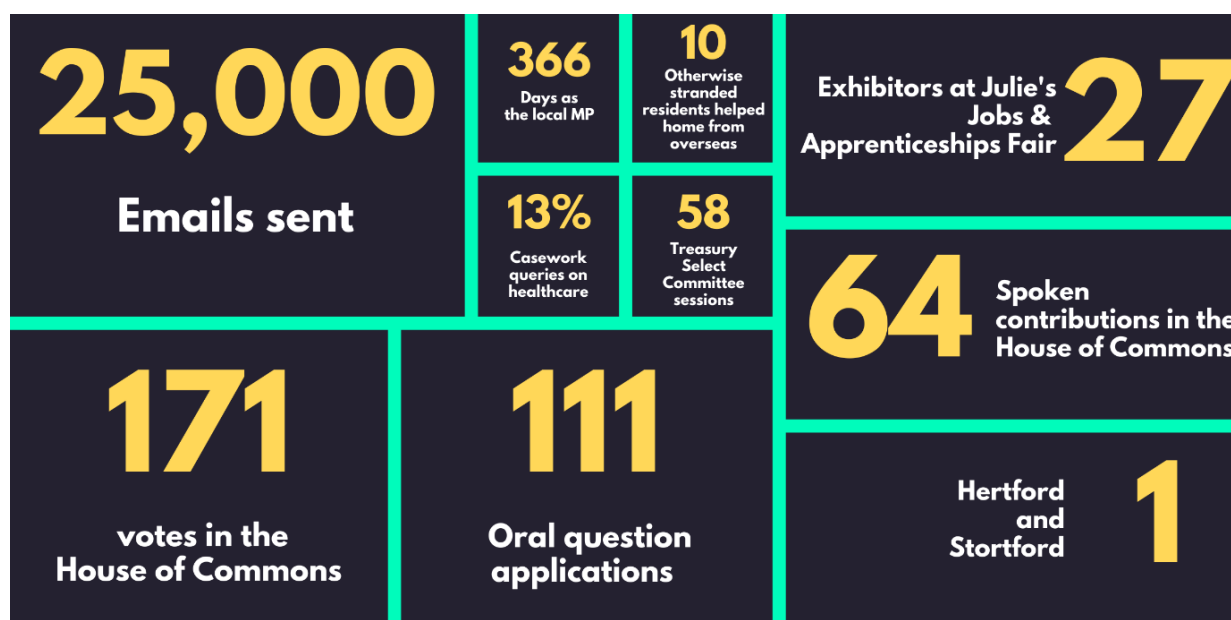 25,000
Emails sent
366
Days as
the local MP
10
Otherwise
stranded
residents helped
home from
overseas
13%
Casework
queries on
healthcare
58
Treasury
Select
Committee
sessions
Exhibitors at Julie's
Jobs &
Apprenticeships Fair
27
64
Spoken
contributions in the
House of Commons
171
votes in the
House of Commons
111
Oral question
applications
Hertford
and
Stortford
1